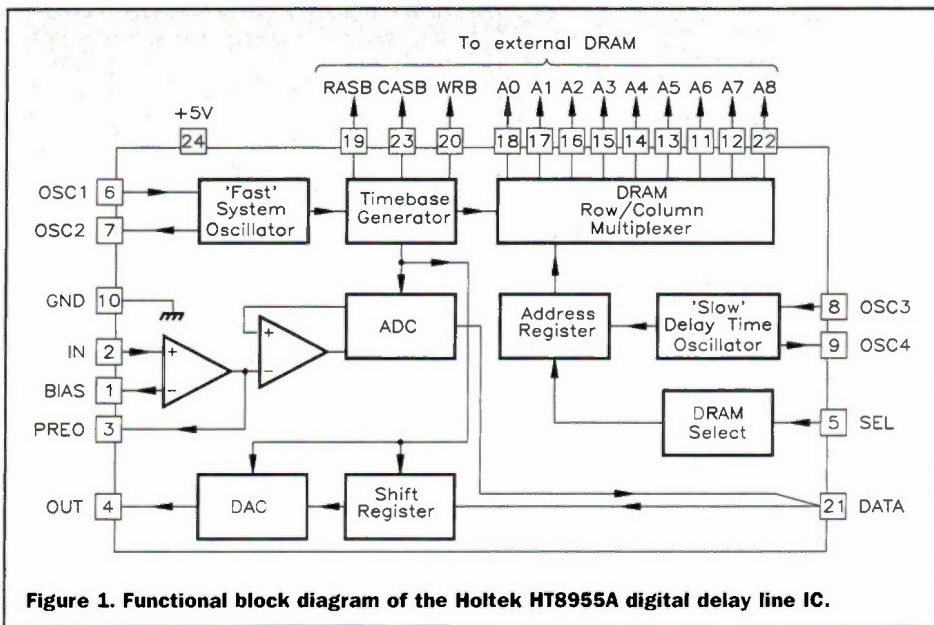 To external DRAM
RASB CASB WRB A0 A1 A2 A3 A4 A5 A6 A7 A8
+5V
24 19 23 20 18 17 16 15 14 13 11 12 22
OSC1 6
OSC2 7
'Fast'
System
Oscillator
Timebase
Generator
DRAM
Row/Column
Multiplexer
GND 10
IN 2
BIAS 1
PREO 3
+
-
+
-
ADC
Address
Register
'Slow'
Delay Time
Oscillator
8 OSC3
9 OSC4
DRAM
Select
5 SEL
OUT 4
DAC
Shift
Register
21 DATA
Figure 1. Functional block diagram of the Holtek HT8955A digital delay line IC.